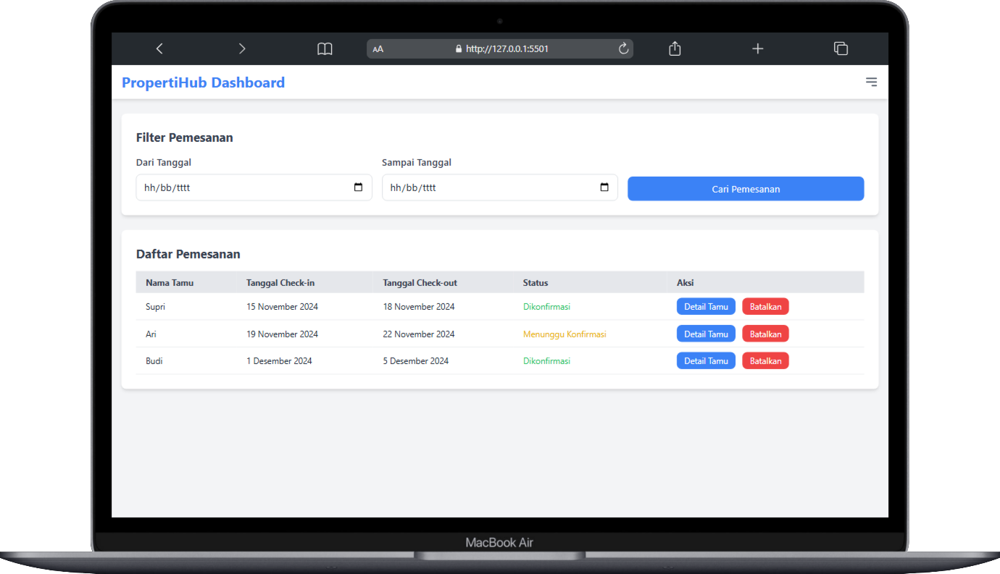 AA http://127.0.0.1:5501
PropertiHub Dashboard
Filter Pemesanan
Dari Tanggal Sampai Tanggal
hh/bb/tttt hh/bb/tttt Cari Pemesanan
Daftar Pemesanan
Nama Tamu Tanggal Check-in Tanggal Check-out Status Aksi
Supri 15 November 2024 18 November 2024 Dikonfirmasi Detail Tamu Batalkan
Ari 19 November 2024 22 November 2024 Menunggu Konfirmasi Detail Tamu Batalkan
Budi 1 Desember 2024 5 Desember 2024 Dikonfirmasi Detail Tamu Batalkan
MacBook Air